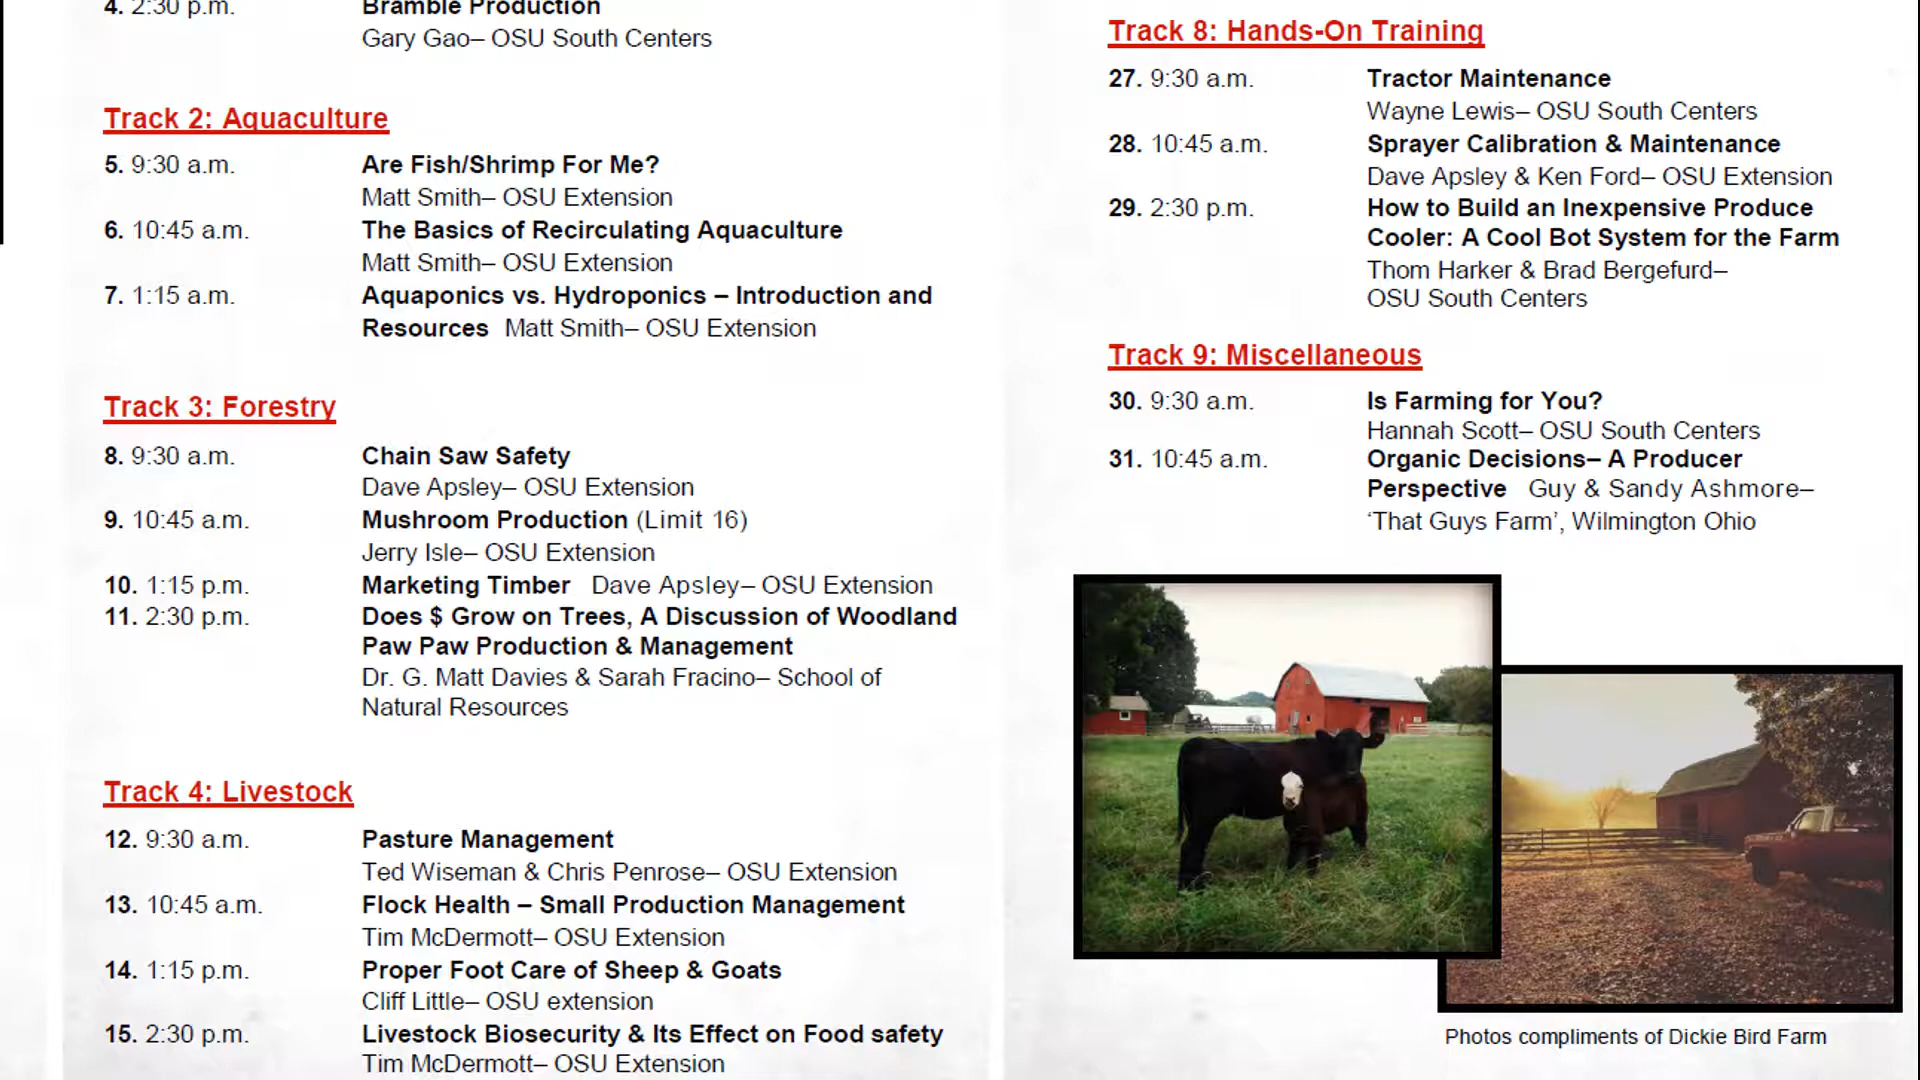 4. 2:30 p.m. Bramble Production
Gary Gao– OSU South Centers
Track 2: Aquaculture
5. 9:30 a.m. Are Fish/Shrimp For Me?
Matt Smith– OSU Extension
6. 10:45 a.m. The Basics of Recirculating Aquaculture
Matt Smith– OSU Extension
7. 1:15 a.m. Aquaponics vs. Hydroponics – Introduction and
Resources Matt Smith– OSU Extension
Track 3: Forestry
8. 9:30 a.m. Chain Saw Safety
Dave Apsley– OSU Extension
9. 10:45 a.m. Mushroom Production (Limit 16)
Jerry Isle– OSU Extension
10. 1:15 p.m. Marketing Timber Dave Apsley– OSU Extension
11. 2:30 p.m. Does $ Grow on Trees, A Discussion of Woodland
Paw Paw Production & Management
Dr. G. Matt Davies & Sarah Fracino– School of
Natural Resources
Track 4: Livestock
12. 9:30 a.m. Pasture Management
Ted Wiseman & Chris Penrose– OSU Extension
13. 10:45 a.m. Flock Health – Small Production Management
Tim McDermott– OSU Extension
14. 1:15 p.m. Proper Foot Care of Sheep & Goats
Cliff Little– OSU extension
15. 2:30 p.m. Livestock Biosecurity & Its Effect on Food safety
Tim McDermott– OSU Extension
Track 8: Hands-On Training
27. 9:30 a.m. Tractor Maintenance
Wayne Lewis– OSU South Centers
28. 10:45 a.m. Sprayer Calibration & Maintenance
Dave Apsley & Ken Ford– OSU Extension
29. 2:30 p.m. How to Build an Inexpensive Produce
Cooler: A Cool Bot System for the Farm
Thom Harker & Brad Bergefurd–
OSU South Centers
Track 9: Miscellaneous
30. 9:30 a.m. Is Farming for You?
Hannah Scott– OSU South Centers
31. 10:45 a.m. Organic Decisions– A Producer
Perspective Guy & Sandy Ashmore–
‘That Guys Farm’, Wilmington Ohio
Photos compliments of Dickie Bird Farm